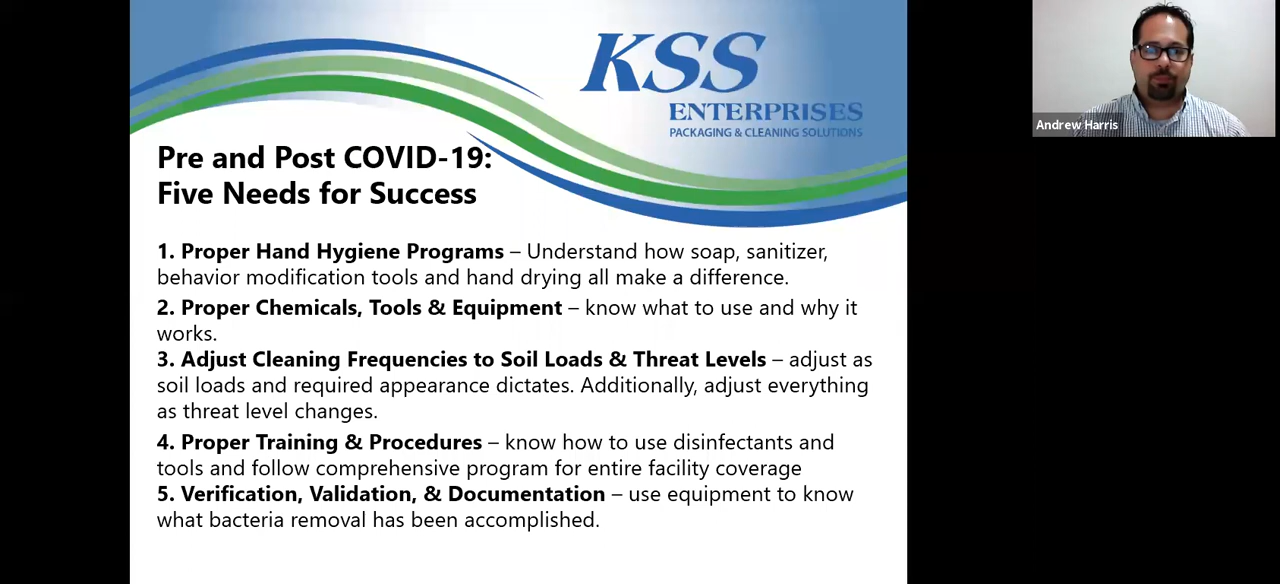 KSS
ENTERPRISES
PACKAGING & CLEANING SOLUTIONS
Andrew Harris
Pre and Post COVID-19:
Five Needs for Success
1. Proper Hand Hygiene Programs – Understand how soap, sanitizer,
behavior modification tools and hand drying all make a difference.
2. Proper Chemicals, Tools & Equipment – know what to use and why it
works.
3. Adjust Cleaning Frequencies to Soil Loads & Threat Levels – adjust as
soil loads and required appearance dictates. Additionally, adjust everything
as threat level changes.
4. Proper Training & Procedures – know how to use disinfectants and
tools and follow comprehensive program for entire facility coverage
5. Verification, Validation, & Documentation – use equipment to know
what bacteria removal has been accomplished.